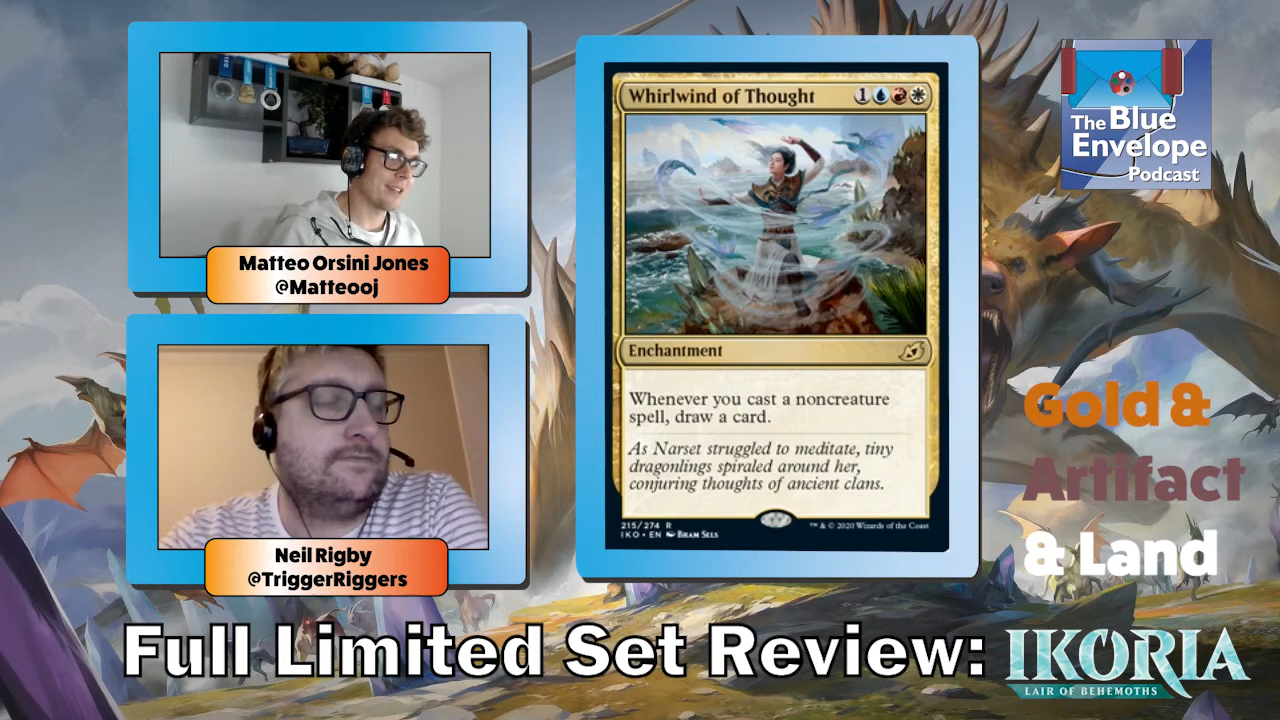 Matteo Orsini Jones
@Matteooj
Neil Rigby
@TriggerRiggers
Whirlwind of Thought
1
Enchantment
Whenever you cast a noncreature
spell, draw a card.
As Narset struggled to meditate, tiny
dragonlings spiraled around her,
conjuring thoughts of ancient clans.
215/274 R
IKO • EN Bram Sels
™ & © 2020 Wizards of the Coast
The Blue
Envelope
Podcast
Gold &
Artifact
& Land
Full Limited Set Review:
IKORIA
LAIR OF BEHEMOTHS